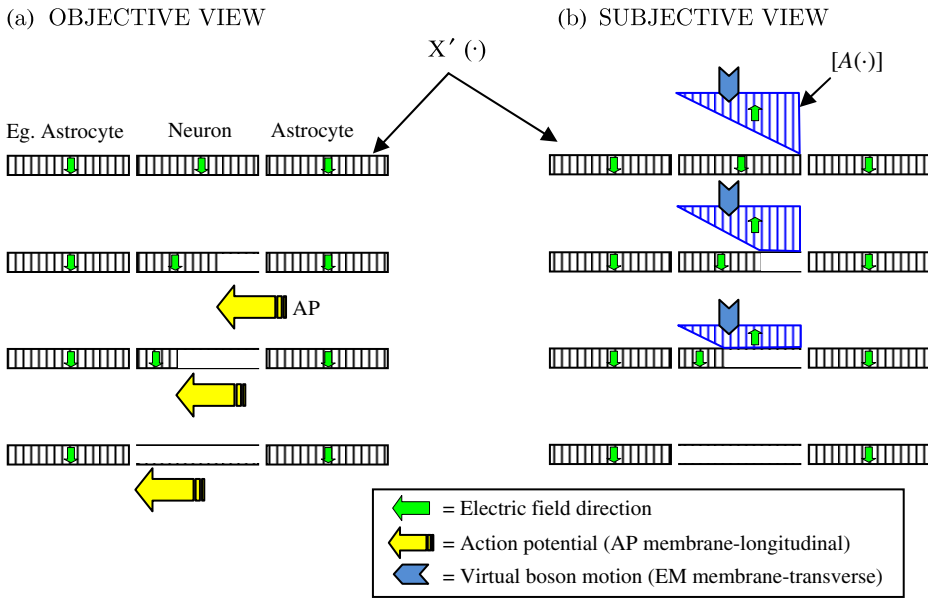 (a) OBJECTIVE VIEW
(b) SUBJECTIVE VIEW
X′ (·)
[A(·)]
Eg. Astrocyte
Neuron
Astrocyte
AP
= Electric field direction
= Action potential (AP membrane-longitudinal)
= Virtual boson motion (EM membrane-transverse)